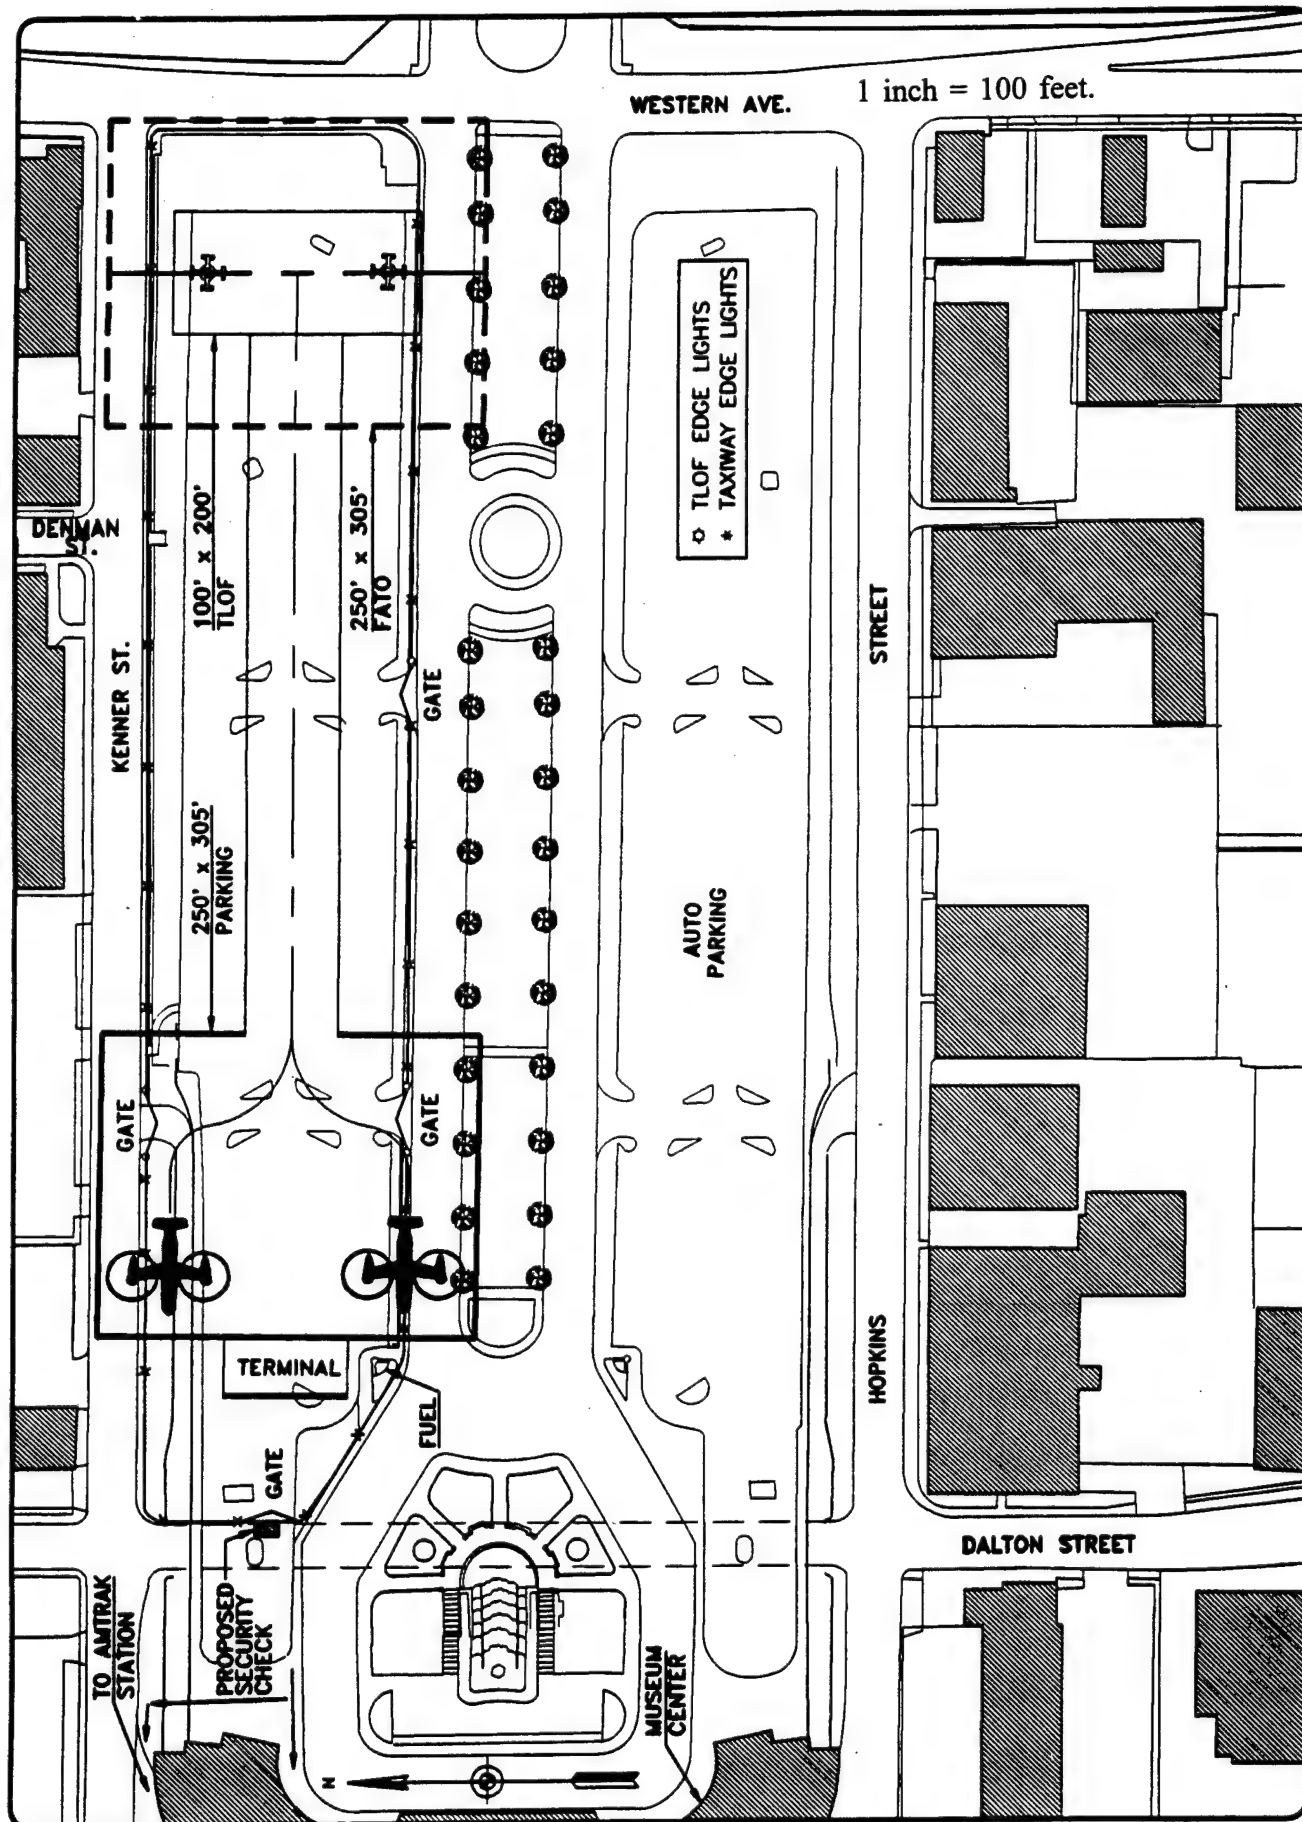 WESTERN AVE.
1 inch = 100 feet.
TLOF EDGE LIGHTS
* TAXIWAY EDGE LIGHTS
DENMAN
ST.
100' x 200'
TLOF
250' x 305'
FATO
KENNER ST.
GATE
STREET
250' x 305'
PARKING
AUTO
PARKING
GATE
GATE
TERMINAL
FUEL
HOPKINS
GATE
DALTON STREET
TO AMTRAK
STATION
PROPOSED
SECURITY
CHECK
MUSEUM
CENTER
N